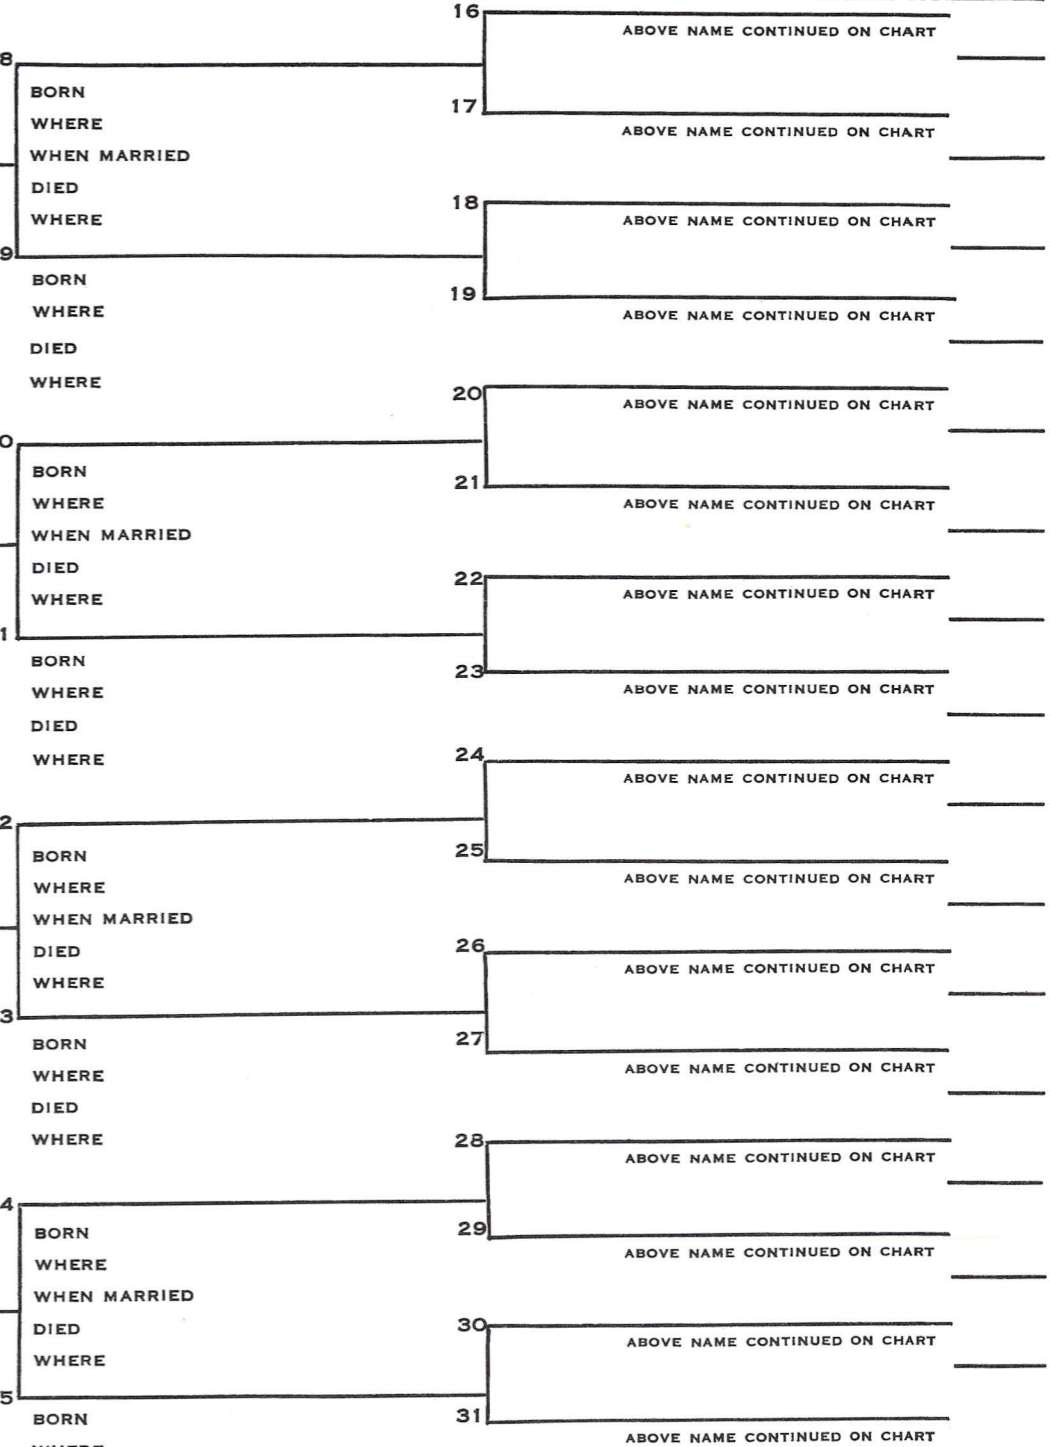 16
ABOVE NAME CONTINUED ON CHART
8
BORN
17
WHERE
ABOVE NAME CONTINUED ON CHART
WHEN MARRIED
DIED
18
WHERE
ABOVE NAME CONTINUED ON CHART
9
BORN
19
WHERE
ABOVE NAME CONTINUED ON CHART
DIED
WHERE
20
ABOVE NAME CONTINUED ON CHART
0
BORN
21
WHERE
ABOVE NAME CONTINUED ON CHART
WHEN MARRIED
DIED
22
WHERE
ABOVE NAME CONTINUED ON CHART
1
BORN
23
WHERE
ABOVE NAME CONTINUED ON CHART
DIED
WHERE
24
ABOVE NAME CONTINUED ON CHART
2
BORN
25
WHERE
ABOVE NAME CONTINUED ON CHART
WHEN MARRIED
DIED
26
WHERE
ABOVE NAME CONTINUED ON CHART
3
BORN
27
WHERE
ABOVE NAME CONTINUED ON CHART
DIED
WHERE
28
ABOVE NAME CONTINUED ON CHART
4
BORN
29
WHERE
ABOVE NAME CONTINUED ON CHART
WHEN MARRIED
DIED
30
WHERE
ABOVE NAME CONTINUED ON CHART
5
BORN
31
ABOVE NAME CONTINUED ON CHART